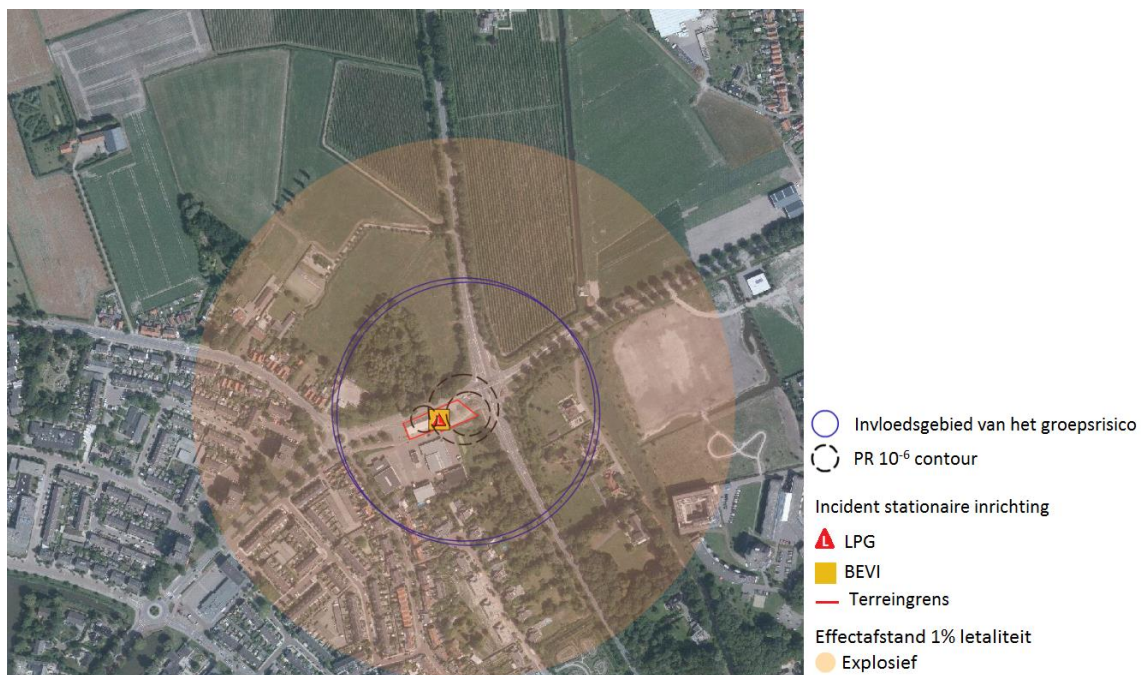 Invloedsgebied van het groepsrisico
PR 10⁻⁶ contour
Incident stationaire inrichting
L LPG
BEVI
Terreingrens
Effectafstand 1% letaliteit
Explosief